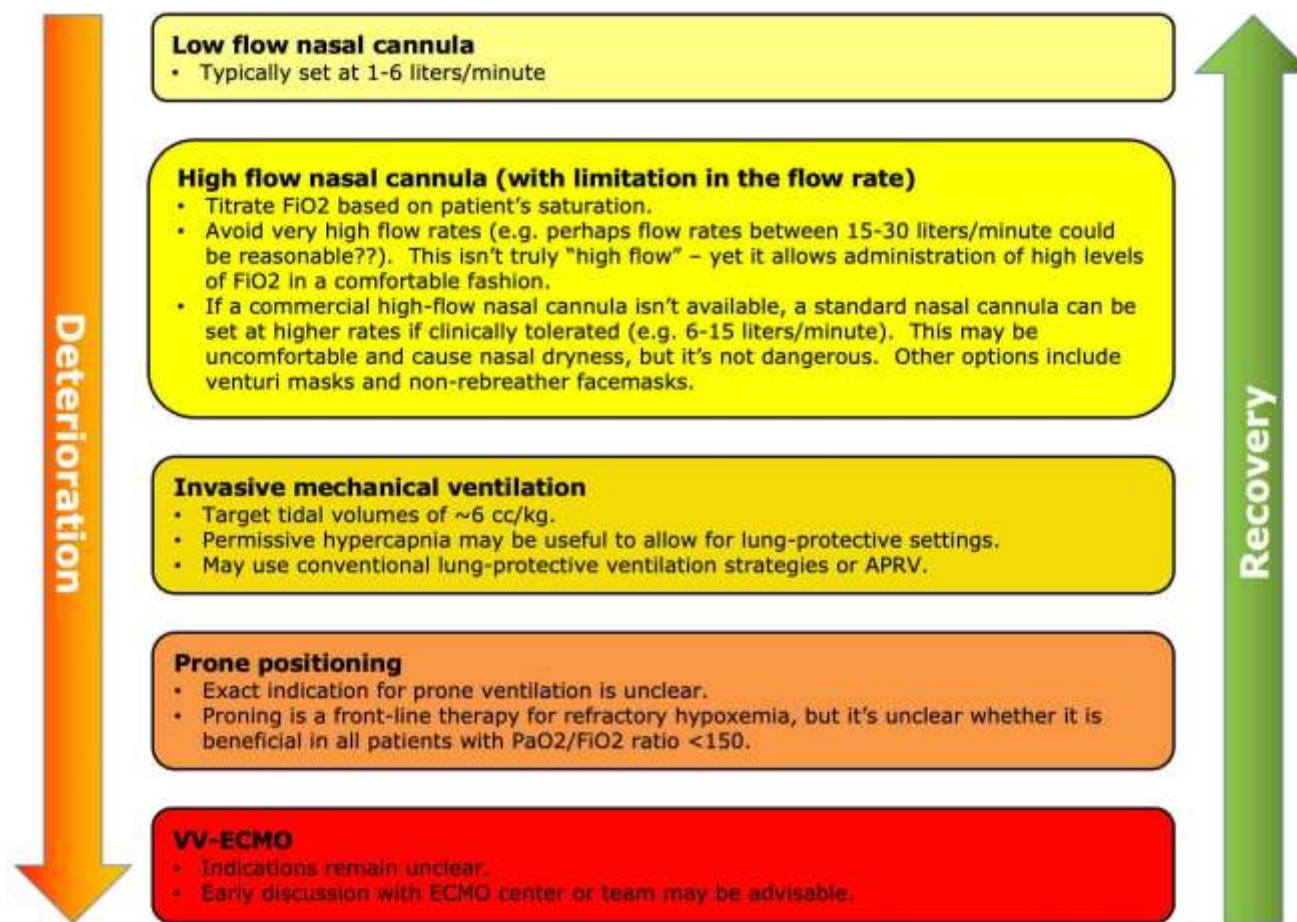 Low flow nasal cannula
• Typically set at 1-6 liters/minute
High flow nasal cannula (with limitation in the flow rate)
• Titrate FiO2 based on patient's saturation.
• Avoid very high flow rates (e.g. perhaps flow rates between 15-30 liters/minute could
be reasonable??).  This isn't truly "high flow" – yet it allows administration of high levels
of FiO2 in a comfortable fashion.
• If a commercial high-flow nasal cannula isn't available, a standard nasal cannula can be
set at higher rates if clinically tolerated (e.g. 6-15 liters/minute).  This may be
uncomfortable and cause nasal dryness, but it's not dangerous.  Other options include
venturi masks and non-rebreather facemasks.
Invasive mechanical ventilation
• Target tidal volumes of ~6 cc/kg.
• Permissive hypercapnia may be useful to allow for lung-protective settings.
• May use conventional lung-protective ventilation strategies or APRV.
Prone positioning
• Exact indication for prone ventilation is unclear.
• Proning is a front-line therapy for refractory hypoxemia, but it's unclear whether it is
beneficial in all patients with PaO2/FiO2 ratio <150.
VV-ECMO
• Indications remain unclear.
• Early discussion with ECMO center or team may be advisable.
Deterioration
Recovery